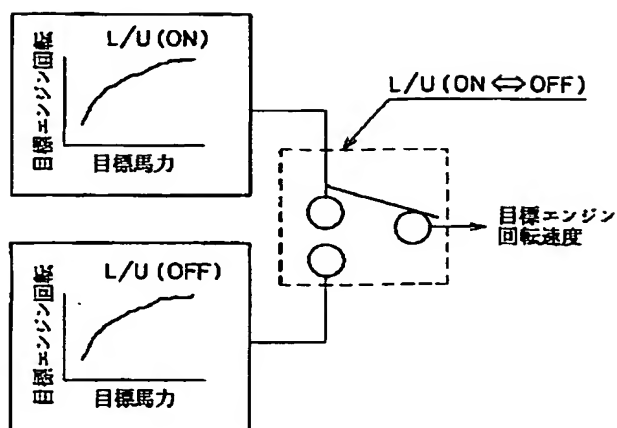 L/U(ON)
目標エンジン回転
目標馬力
L/U(ON⇔OFF)
目標エンジン
回転速度
L/U(OFF)
目標エンジン回転
目標馬力